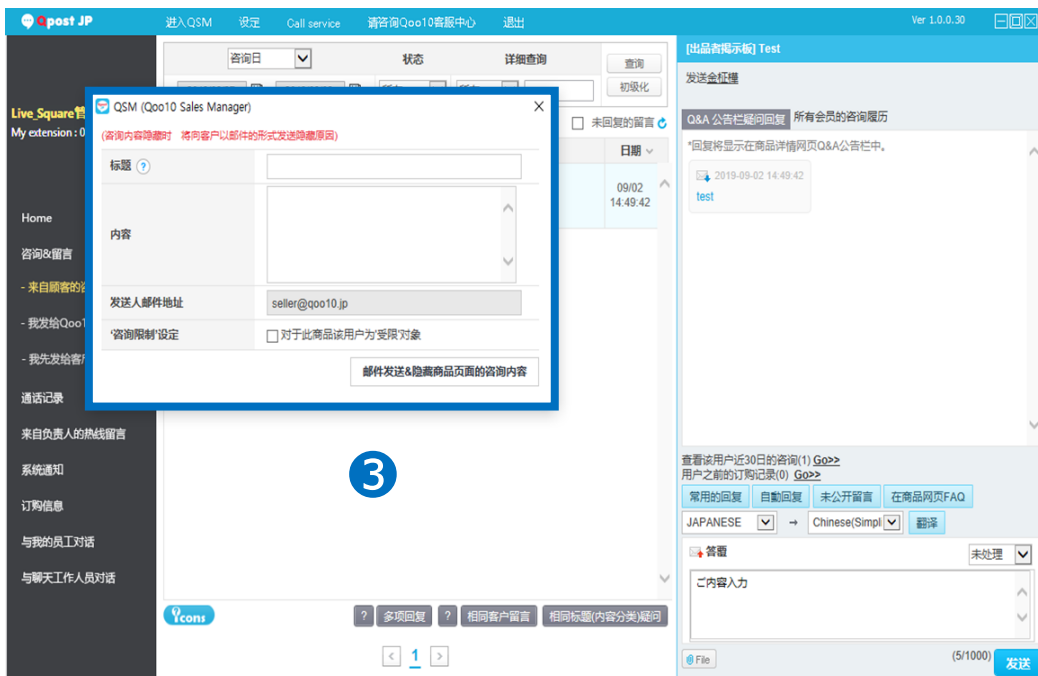 Qpost JP
进入QSM 设定 Call service 请咨询Qoo10客服中心 退出
Ver 1.0.0.30
Live_Square
My extension : 0
Home
咨询&留言
- 来自顾客的
- 我发给Qoo1
- 我先发给客
通话记录
来自负责人的热线留言
系统通知
订购信息
与我的员工对话
与聊天工作人员对话
咨询日 状态 详细查询 查询
初级化
未回复的留言
日期
09/02
14:49:42
QSM (Qoo10 Sales Manager)
(咨询内容隐藏时 将向客户以邮件的形式发送隐藏原因)
标题 ?
内容
发送人邮件地址 seller@qoo10.jp
'咨询限制'设定 对于此商品该用户为'受限'对象
邮件发送&隐藏商品页面的咨询内容
3
?cons
? 多项回复 ? 相同客户留言 相同标题(内容分类)疑问
< 1 >
[出品者揭示板] Test
发送
Q&A 公告栏疑问回复 所有会员的咨询履历
*回复将显示在商品详情网页Q&A公告栏中。
2019-09-02 14:49:42
test
查看该用户近30日的咨询(1) Go>>
用户之前的订购记录(0) Go>>
常用的回复 自動回复 未公开留言 在商品网页FAQ
JAPANESE → Chinese(Simpli 翻译
答覆 未处理
ご内容入力
File (5/1000) 发送